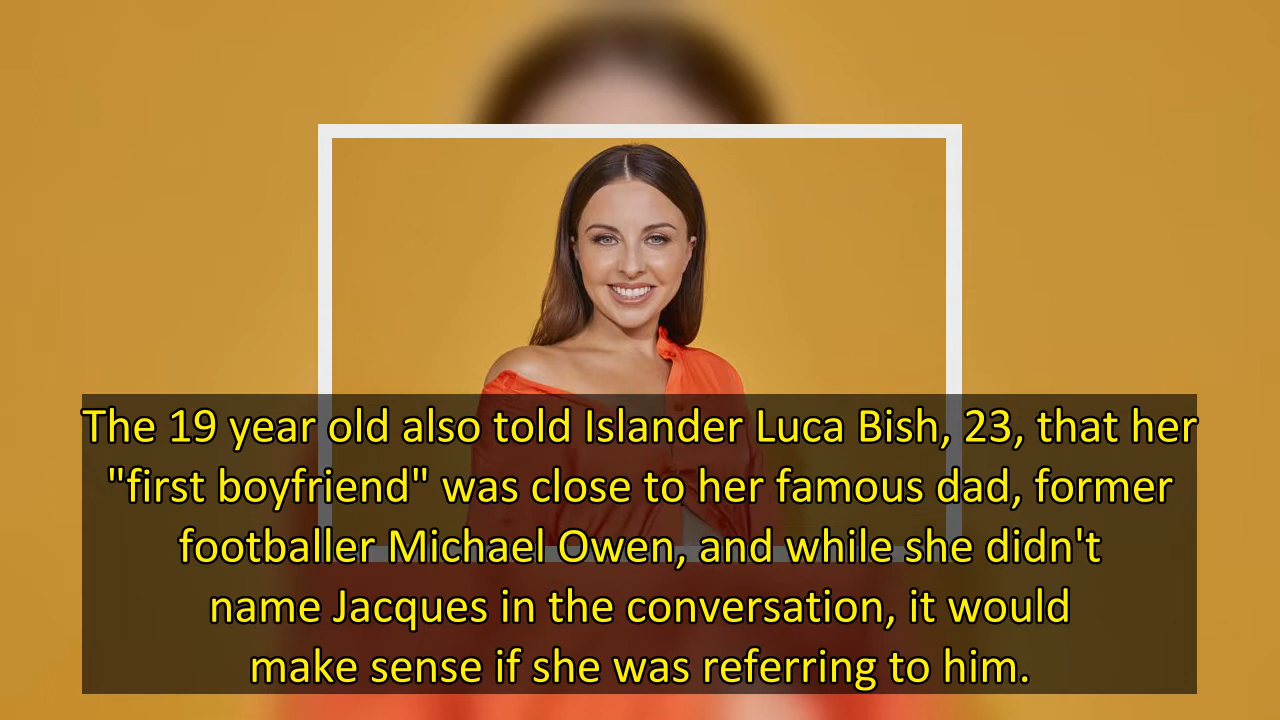 The 19 year old also told Islander Luca Bish, 23, that her
"first boyfriend" was close to her famous dad, former
footballer Michael Owen, and while she didn't
name Jacques in the conversation, it would
make sense if she was referring to him.